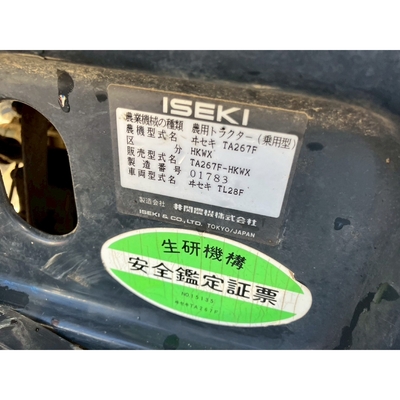 ISEKI
農業機械の種類 農用トラクター(乗用型)
農機型式名 ヰセキ TA267F
区分 HKWX
販売型式名 TA267F-HKWX
製造番号 01783
車両型式名 ヰセキ TL28F
製造会社 井関農機株式会社
ISEKI & CO., LTD. TOKYO/JAPAN
生研機構
安全鑑定証票